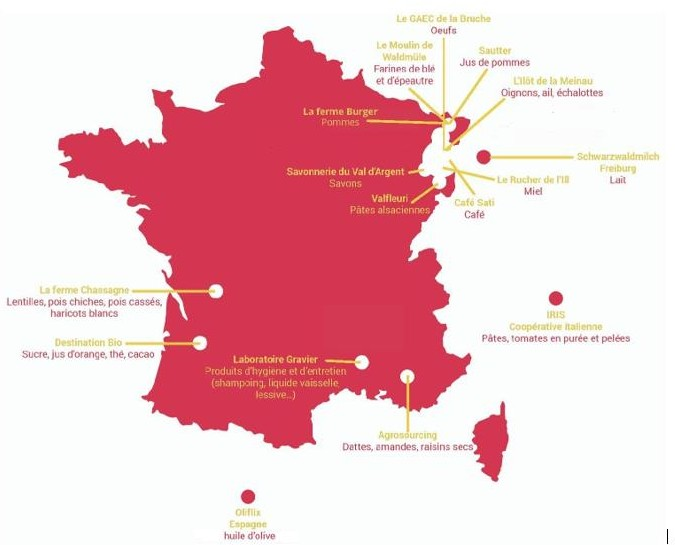 Le GAEC de la Bruche
Oeufs
Le Moulin de
Waldmüle
Farines de blé
et d'épeautre
Sautter
Jus de pommes
L'Ilôt de la Meinau
Oignons, ail, échalottes
La ferme Burger
Pommes
Schwarzwaldmilch
Freiburg
Lait
Savonnerie du Val d'Argent
Savons
Le Rucher de l'Ill
Miel
Valfleuri
Pâtes alsaciennes
Café Sati
Café
La ferme Chassagne
Lentilles, pois chiches, pois cassés,
haricots blancs
IRIS
Coopérative Italienne
Pâtes, tomates en purée et pelées
Destination Bio
Sucre, jus d'orange, thé, cacao
Laboratoire Gravier
Produits d'hygiène et d'entretien
(shampoing, liquide vaisselle
lessive...)
Agrosourcing
Dattes, amandes, raisins secs
Oliflix
Espagne
huile d'olive